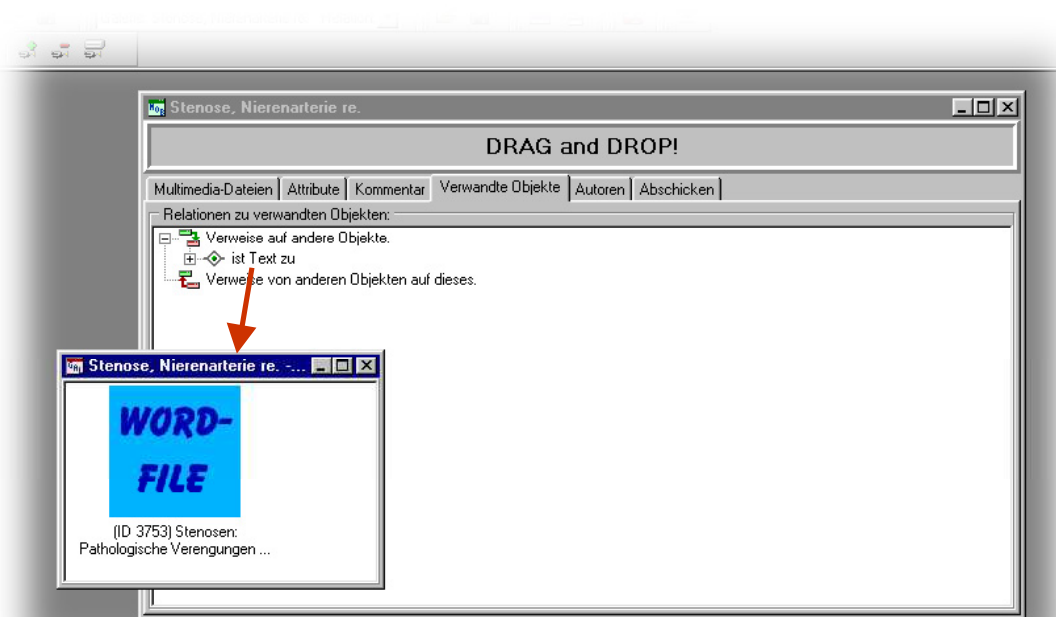 Stenose, Nierenarterie re.
DRAG and DROP!
Multimedia-Dateien Attribute Kommentar Verwandte Objekte Autoren Abschicken
Relationen zu verwandten Objekten:
Verweise auf andere Objekte.
ist Text zu
Verweise von anderen Objekten auf dieses.
Stenose, Nierenarterie re. -...
WORD-
FILE
(ID 3753) Stenosen:
Pathologische Verengungen ...